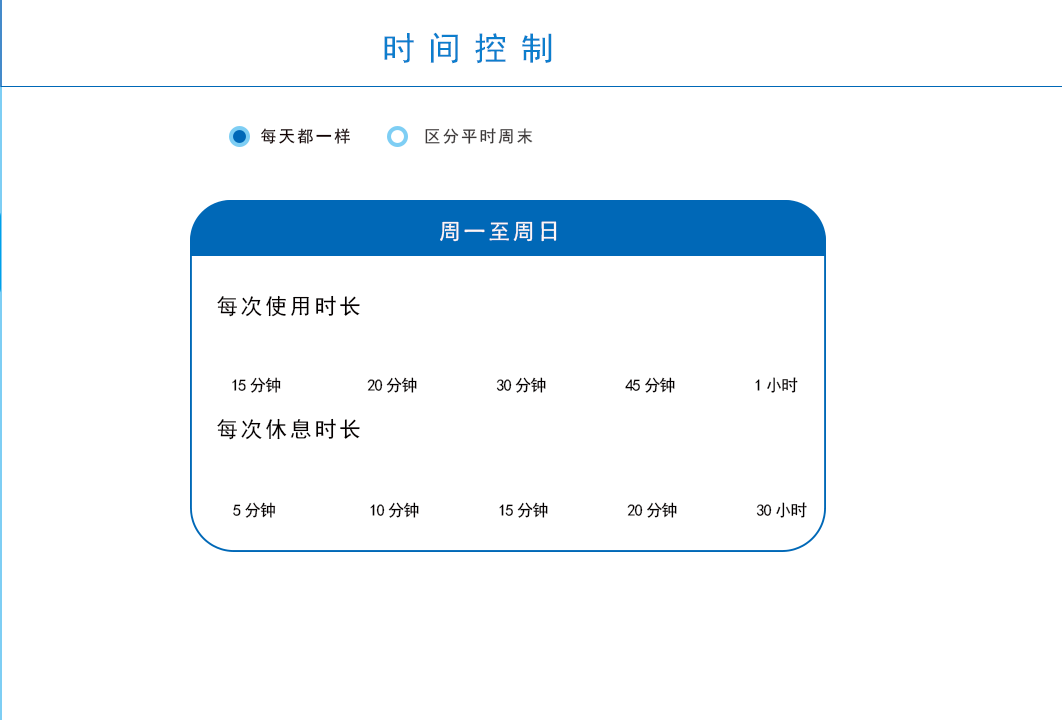 时间控制
每天都一样 区分平时周末
周一至周日
每次使用时长
15 分钟 20 分钟 30 分钟 45 分钟 1 小时
每次休息时长
5 分钟 10 分钟 15 分钟 20 分钟 30 小时